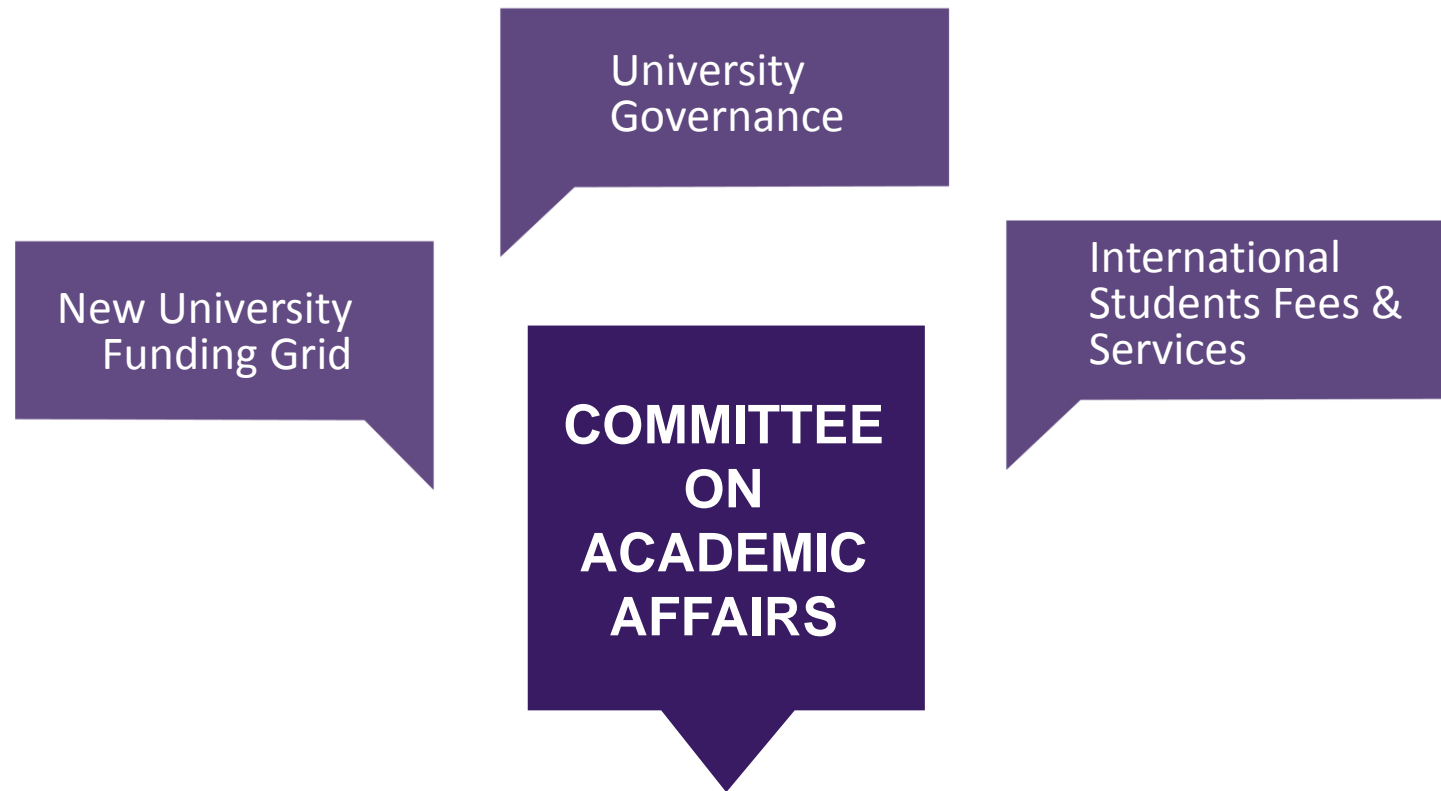 University
Governance
New University
Funding Grid
International
Students Fees &
Services
COMMITTEE
ON
ACADEMIC
AFFAIRS